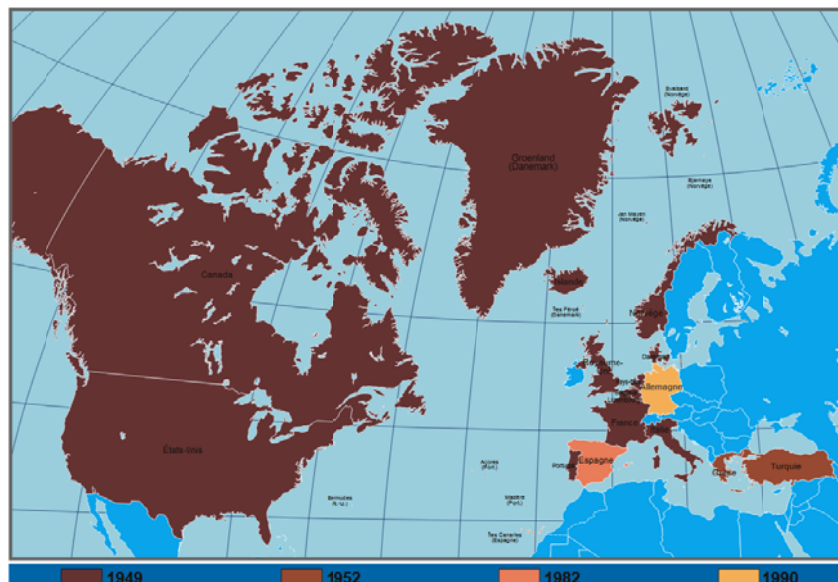 Svalbard
(Norvège)
Groenland
(Danemark)
Bjørnøya
(Norvège)
Jan Mayen
(Norvège)
Canada
Islande
Îles Féroé
(Danemark)
Norvège
Allemagne
France
Italie
États-Unis
Açores
(Port.)
Portugal
Espagne
Grèce
Turquie
Bermudes
Madère
(Port.)
Îles Canaries
(Espagne)
1949
1952
1982
1990